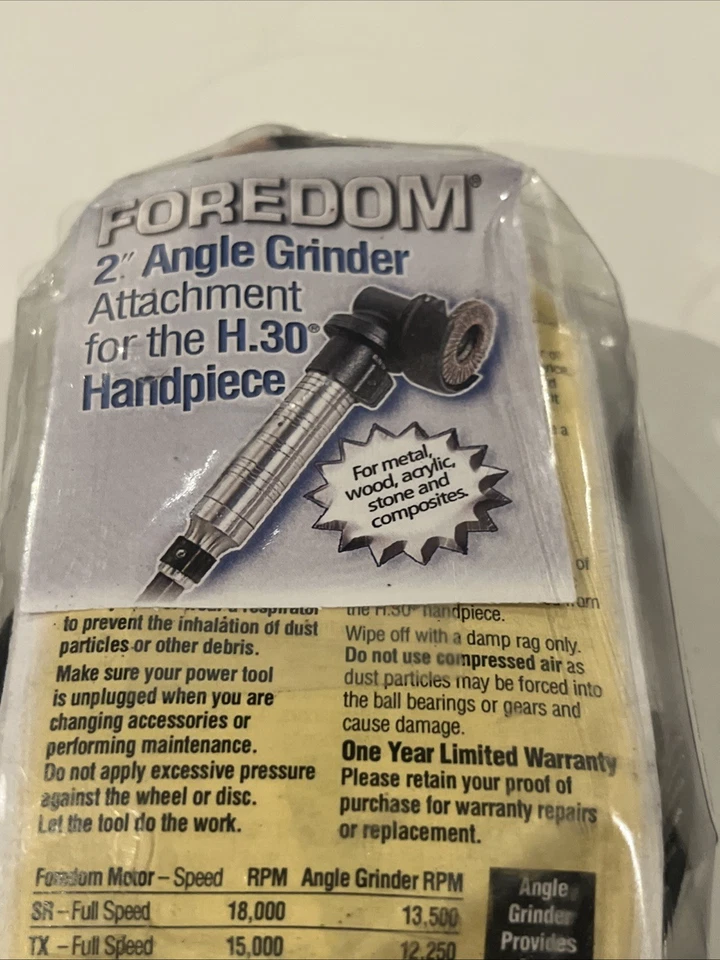 FOREDOM®
2" Angle Grinder
Attachment
for the H.30®
Handpiece
For metal,
wood, acrylic,
stone and
composites.
a respirator
to prevent the inhalation of dust
particles or other debris.
Make sure your power tool
is unplugged when you are
changing accessories or
performing maintenance.
Do not apply excessive pressure
against the wheel or disc.
Let the tool do the work.
of
the H.30® handpiece.
Wipe off with a damp rag only.
Do not use compressed air as
dust particles may be forced into
the ball bearings or gears and
cause damage.
One Year Limited Warranty
Please retain your proof of
purchase for warranty repairs
or replacement.
Foredom Motor – Speed RPM Angle Grinder RPM
SR – Full Speed 18,000 13,500
TX – Full Speed 15,000 12,250
Angle
Grinder
Provides